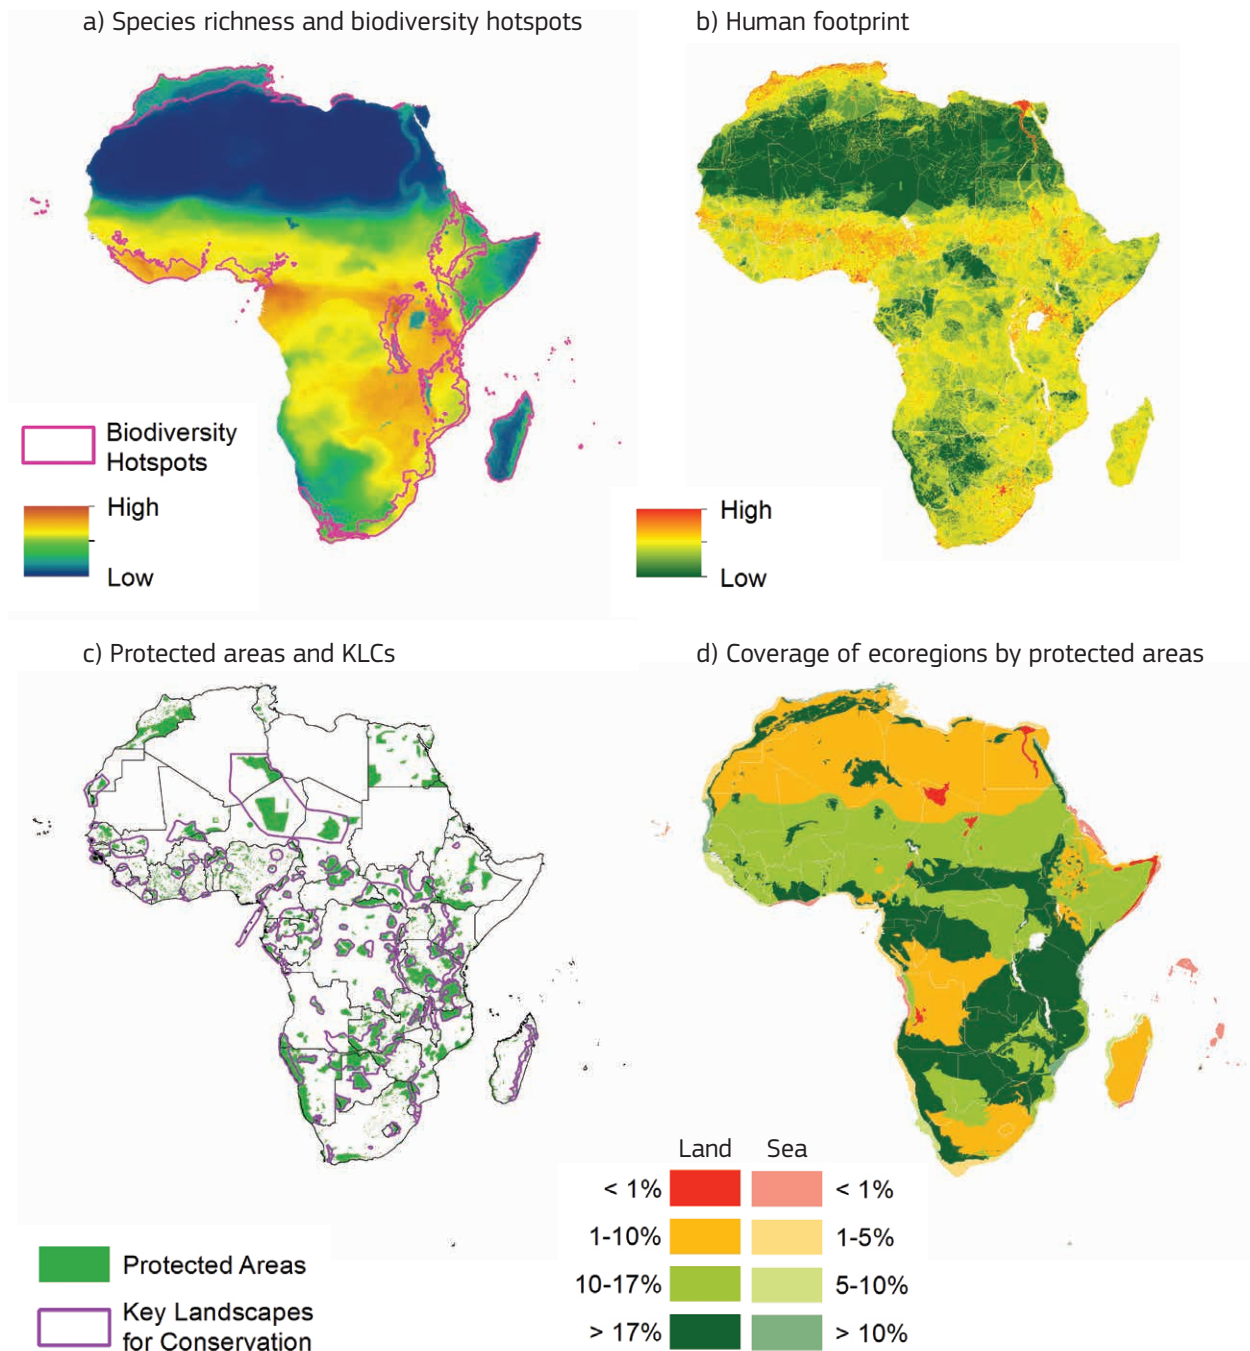 a) Species richness and biodiversity hotspots
b) Human footprint
Biodiversity
Hotspots
High
Low
High
Low
c) Protected areas and KLCs
d) Coverage of ecoregions by protected areas
Protected Areas
Key Landscapes
for Conservation
Land Sea
< 1% < 1%
1-10% 1-5%
10-17% 5-10%
> 17% > 10%